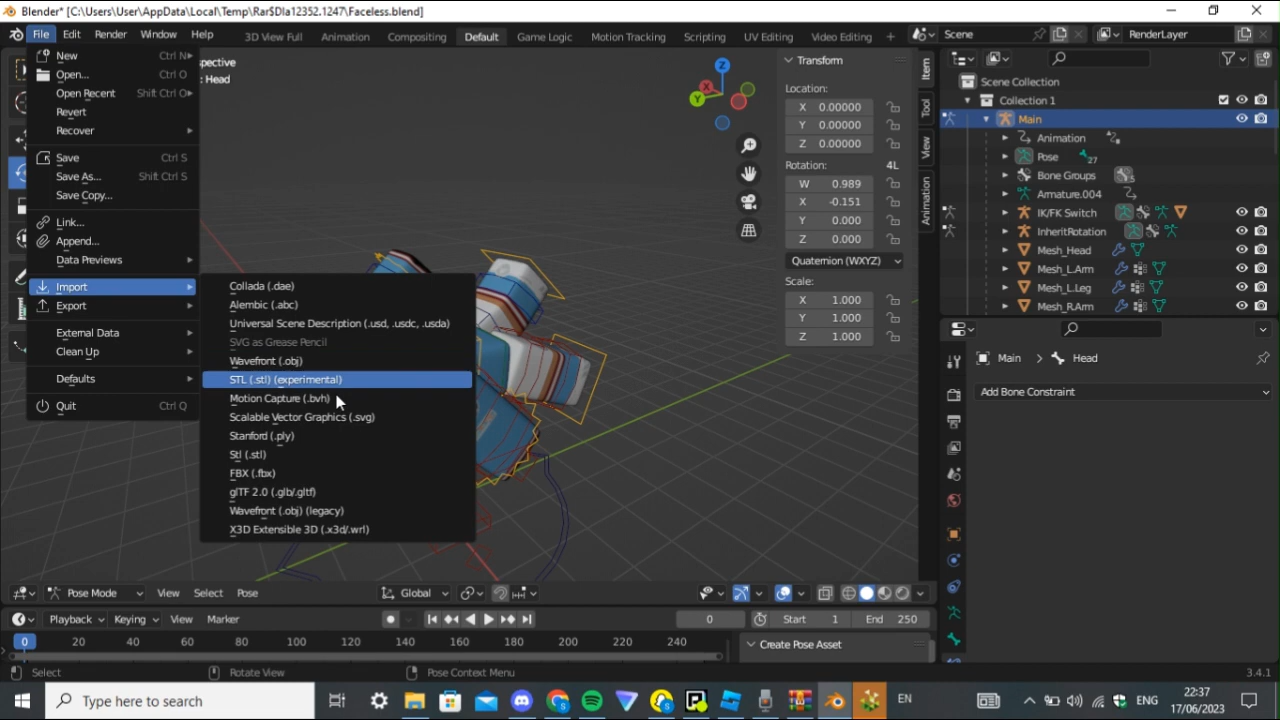 Blender* [C:\Users\User\AppData\Local\Temp\Rar$DIa12352.1247\Faceless.blend]
File Edit Render Window Help 3D View Full Animation Compositing Default Game Logic Motion Tracking Scripting UV Editing Video Editing + Scene RenderLayer
New Ctrl N
Open... Ctrl O
Open Recent Shift Ctrl O
Revert
Recover
Save Ctrl S
Save As... Shift Ctrl S
Save Copy...
Link...
Append...
Data Previews
Import
Export
External Data
Clean Up
Defaults
Quit Ctrl Q
Collada (.dae)
Alembic (.abc)
Universal Scene Description (.usd, .usdc, .usda)
SVG as Grease Pencil
Wavefront (.obj)
STL (.stl) (experimental)
Motion Capture (.bvh)
Scalable Vector Graphics (.svg)
Stanford (.ply)
Stl (.stl)
FBX (.fbx)
glTF 2.0 (.glb/.gltf)
Wavefront (.obj) (legacy)
X3D Extensible 3D (.x3d/.wrl)
spective
: Head
X
Y
Z
Transform
Location:
X 0.00000
Y 0.00000
Z 0.00000
Rotation: 4L
W 0.989
X -0.151
Y 0.000
Z 0.000
Quaternion (WXYZ)
Scale:
X 1.000
Y 1.000
Z 1.000
Item
Tool
View
Animation
Scene Collection
Collection 1
Main
Animation
Pose 27
Bone Groups 5
Armature.004
IK/FK Switch
InheritRotation
Mesh_Head
Mesh_L.Arm
Mesh_L.Leg
Mesh_R.Arm
Main > Head
Add Bone Constraint
Pose Mode View Select Pose Global
Playback Keying View Marker 0 Start 1 End 250
0 20 40 60 80 100 120 140 160 180 200 220 240
Create Pose Asset
Select Rotate View Pose Context Menu 3.4.1
Type here to search
EN
ENG
22:37
17/06/2023